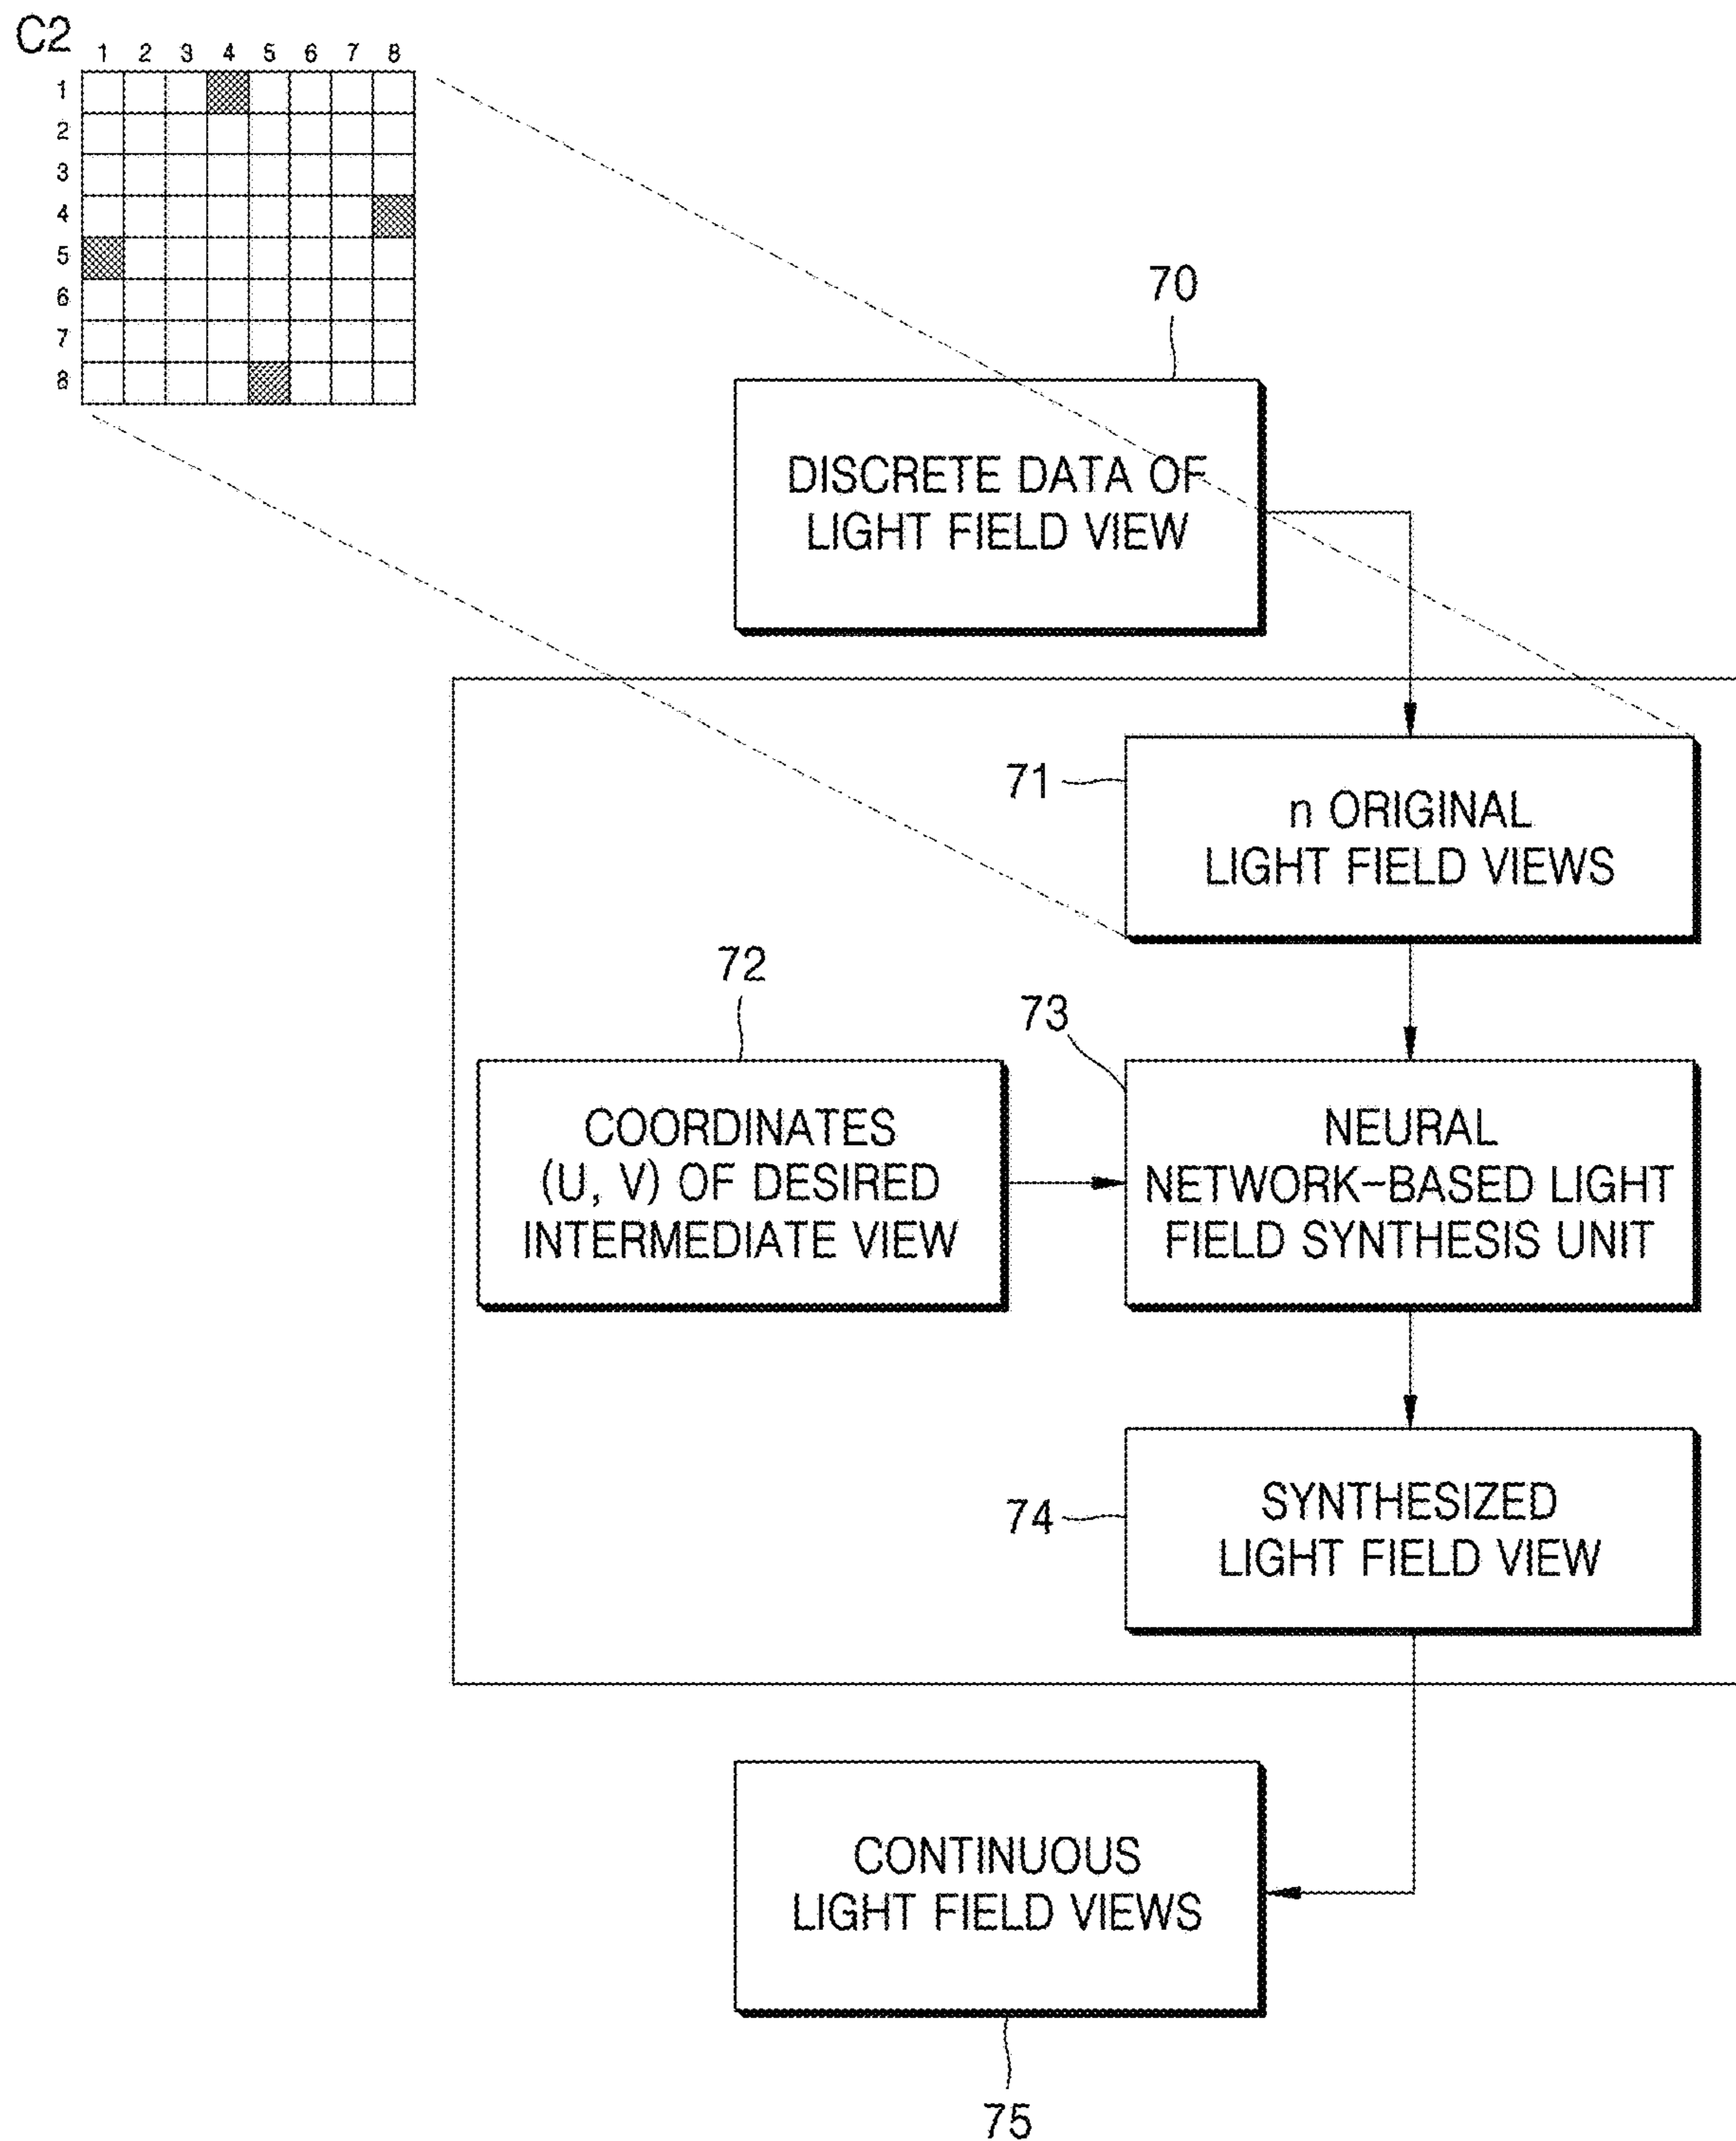 C2
1 2 3 4 5 6 7 8
1
2
3
4
5
6
7
8
70
DISCRETE DATA OF
LIGHT FIELD VIEW
71
n ORIGINAL
LIGHT FIELD VIEWS
72
COORDINATES
(U, V) OF DESIRED
INTERMEDIATE VIEW
73
NEURAL
NETWORK-BASED LIGHT
FIELD SYNTHESIS UNIT
74
SYNTHESIZED
LIGHT FIELD VIEW
CONTINUOUS
LIGHT FIELD VIEWS
75